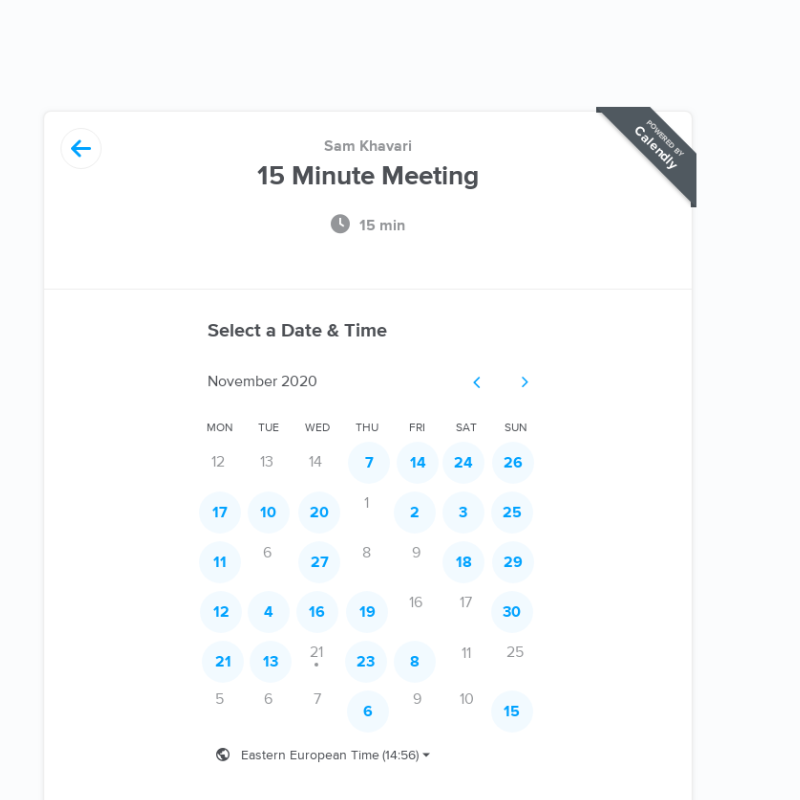 POWERED BY
Calendly
Sam Khavari
15 Minute Meeting
15 min
Select a Date & Time
November 2020
MON TUE WED THU FRI SAT SUN
12 13 14 7 14 24 26
17 10 20 1 2 3 25
11 6 27 8 9 18 29
12 4 16 19 16 17 30
21 13 21 23 8 11 25
5 6 7 6 9 10 15
Eastern European Time (14:56)